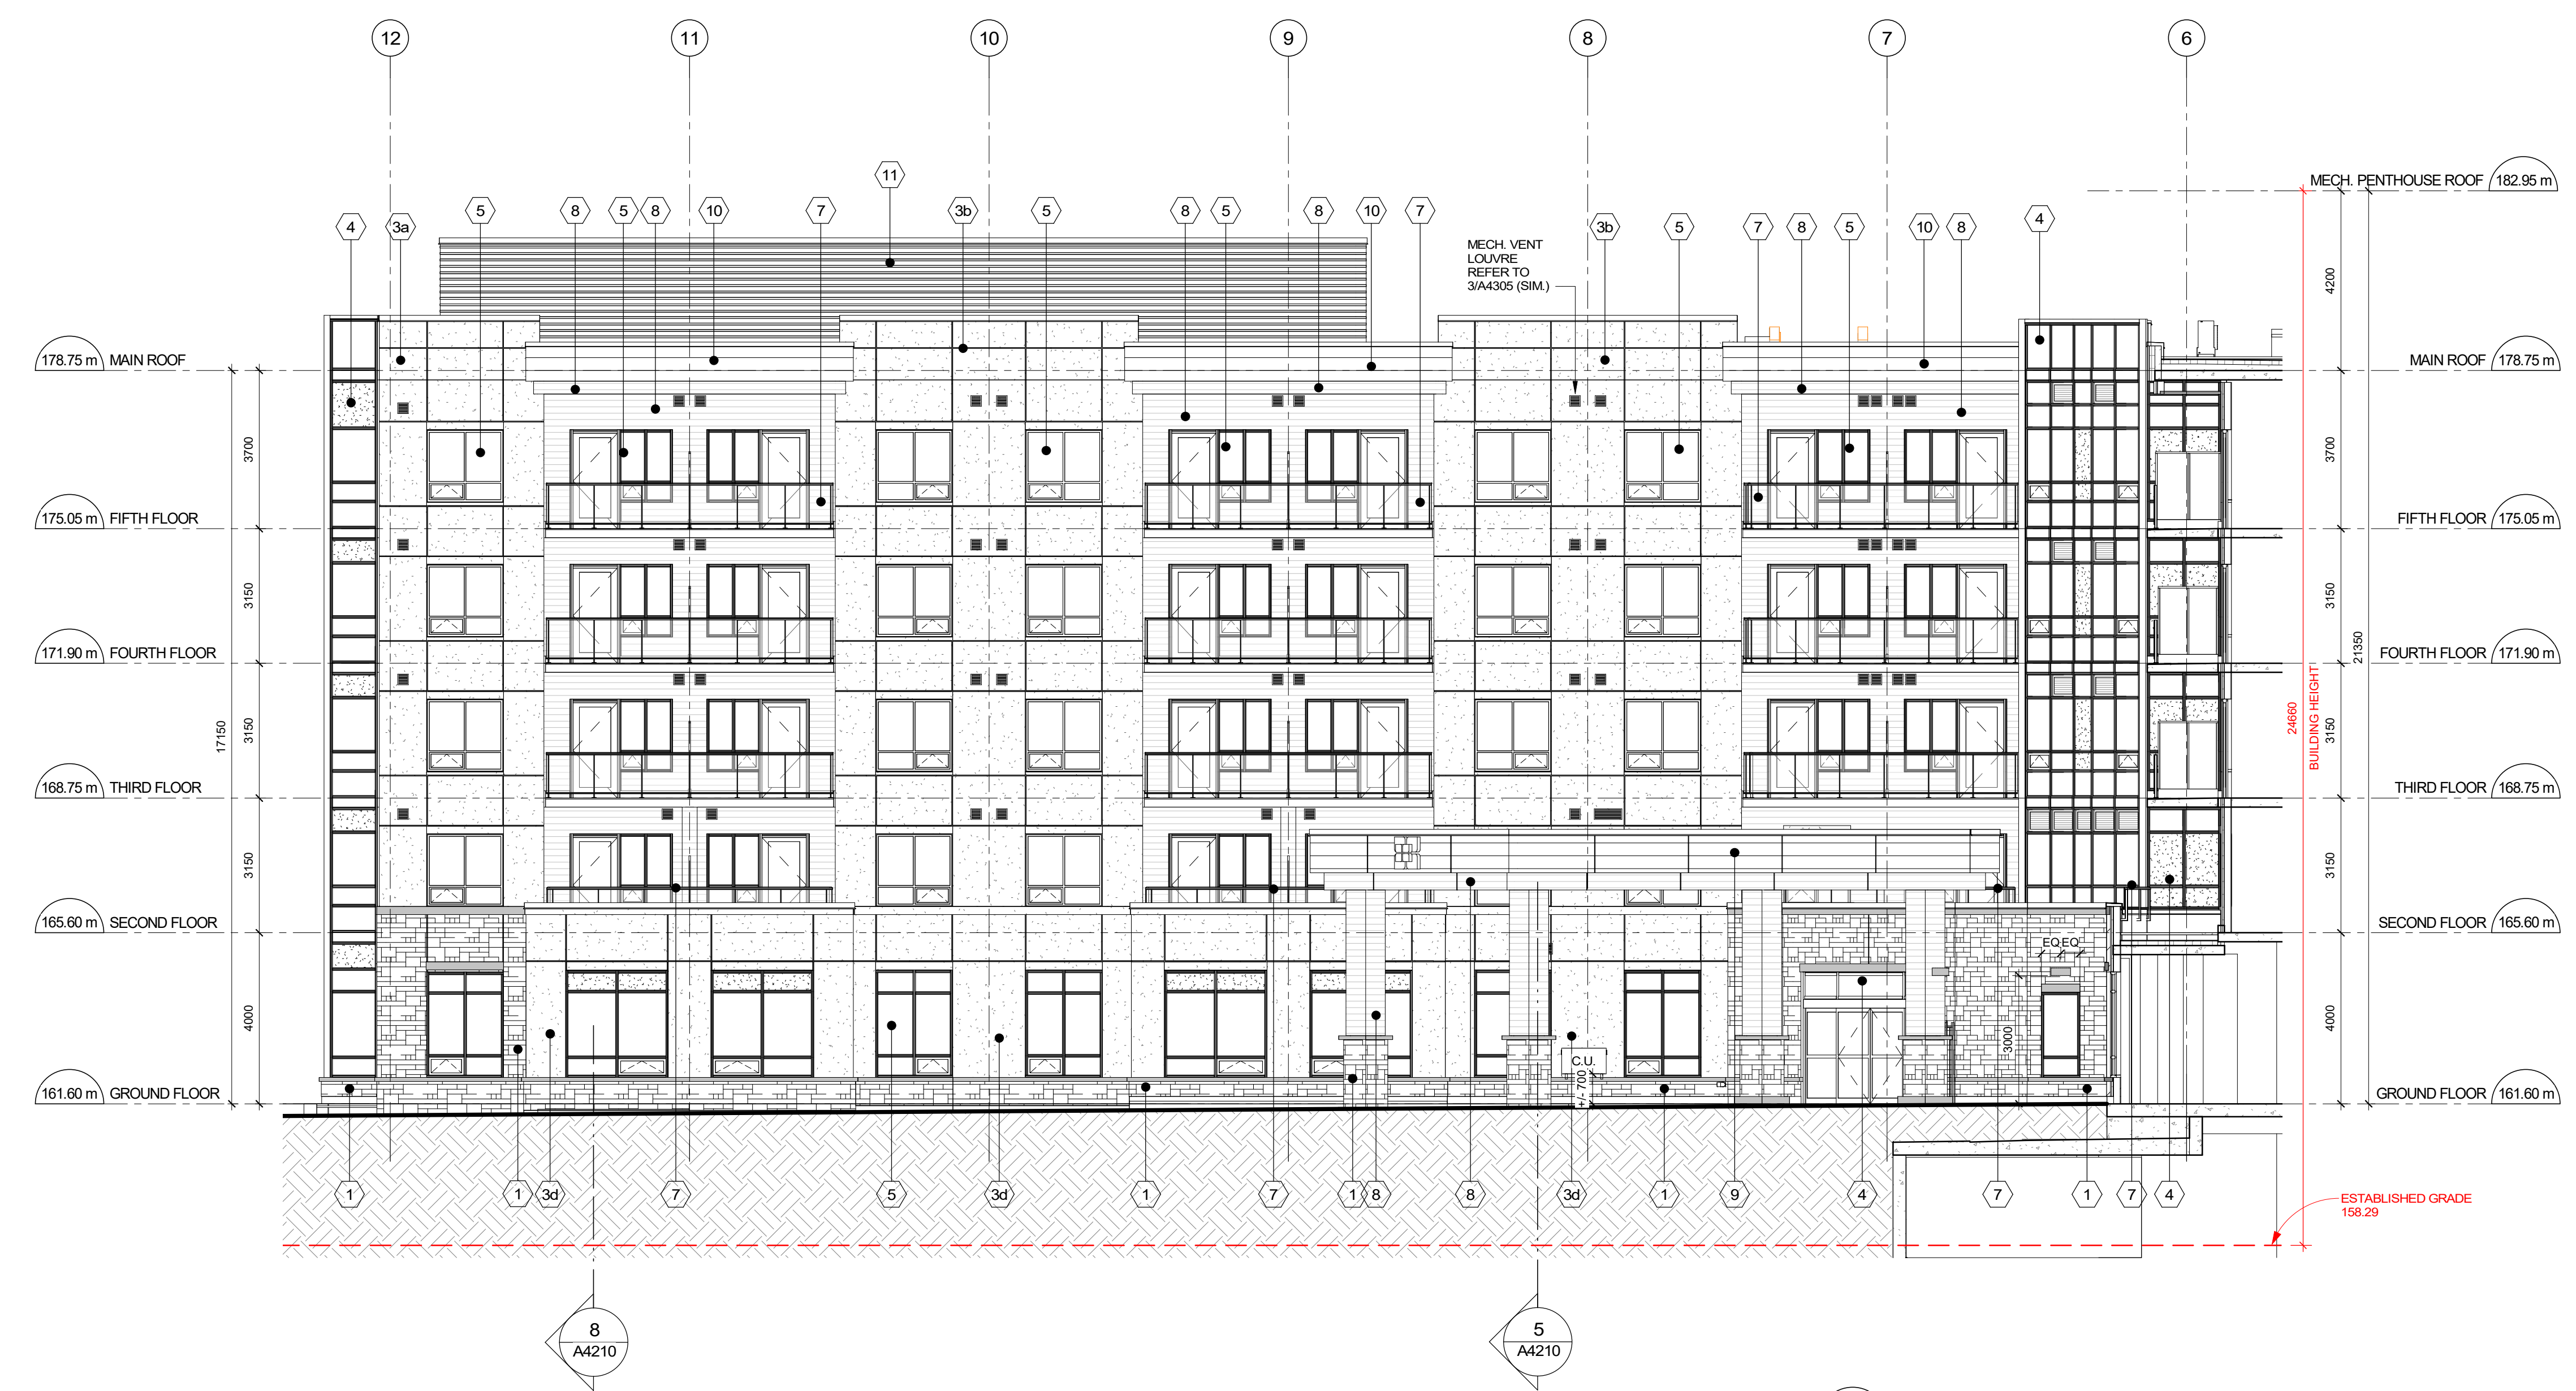 12 11 10 9 8 7 6
11
MECH. PENTHOUSE ROOF 182.95 m
4 3a 5 8 5 8 10 7 3b 5 8 5 8 10 7 3b 5 7 8 5 10 8 4
MECH. VENT
LOUVRE
REFER TO
3/A4305 (SIM.)
4200
178.75 m MAIN ROOF
MAIN ROOF 178.75 m
3700
3700
175.05 m FIFTH FLOOR
FIFTH FLOOR 175.05 m
3150
3150
171.90 m FOURTH FLOOR
FOURTH FLOOR 171.90 m
21350
17150
3150
24660
BUILDING HEIGHT
3150
168.75 m THIRD FLOOR
THIRD FLOOR 168.75 m
3150
3150
165.60 m SECOND FLOOR
SECOND FLOOR 165.60 m
EQ EQ
4000
3000
4000
C.U.
+/- 700
161.60 m GROUND FLOOR
GROUND FLOOR 161.60 m
1 1 3d 7 5 3d 1 7 1 8 8 3d 1 9 4 7 1 7 4
ESTABLISHED GRADE
158.29
8
A4210
5
A4210